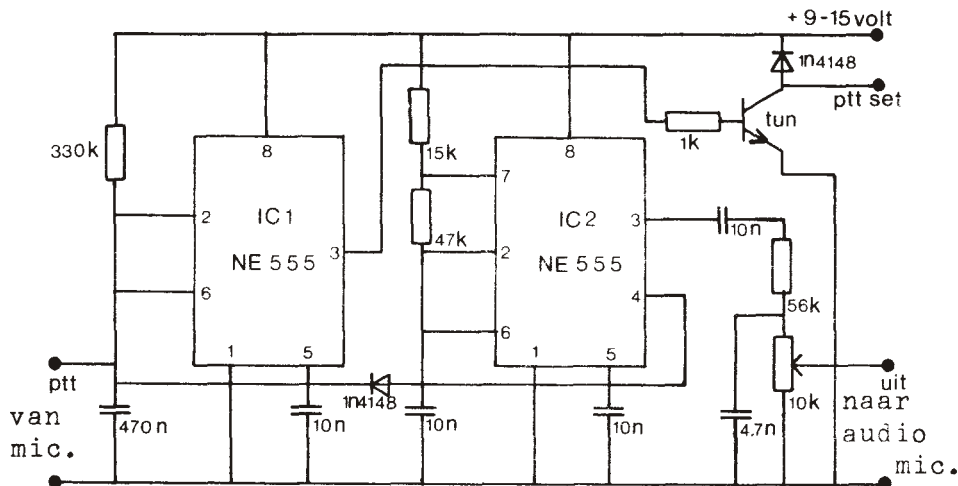 + 9-15 volt
1n4148
ptt set
tun
1k
330k
8
IC1
NE 555
2
6
3
1
5
15k
47k
8
IC2
NE 555
7
2
6
3
4
1
5
10n
56k
10k
4.7n
ptt
van
mic.
470n
10n
1n4148
10n
10n
uit
naar
audio
mic.